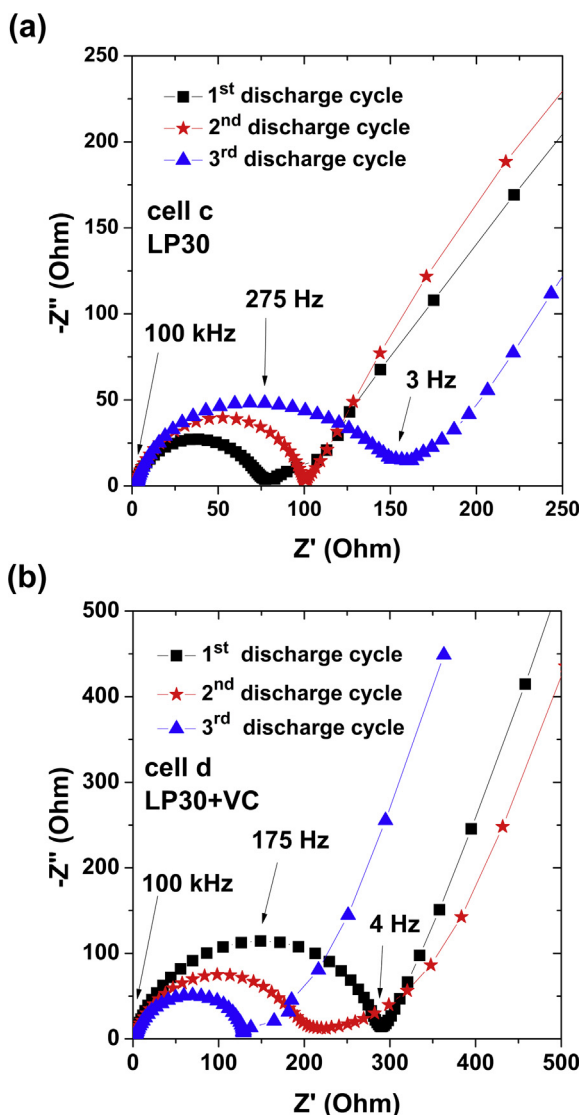 (a)
250
200
150
100
50
0
-Z'' (Ohm)
1st discharge cycle
2nd discharge cycle
3rd discharge cycle
cell c
LP30
275 Hz
100 kHz
3 Hz
0 50 100 150 200 250
Z' (Ohm)
(b)
500
400
300
200
100
0
-Z'' (Ohm)
1st discharge cycle
2nd discharge cycle
3rd discharge cycle
cell d
LP30+VC
175 Hz
100 kHz
4 Hz
0 100 200 300 400 500
Z' (Ohm)